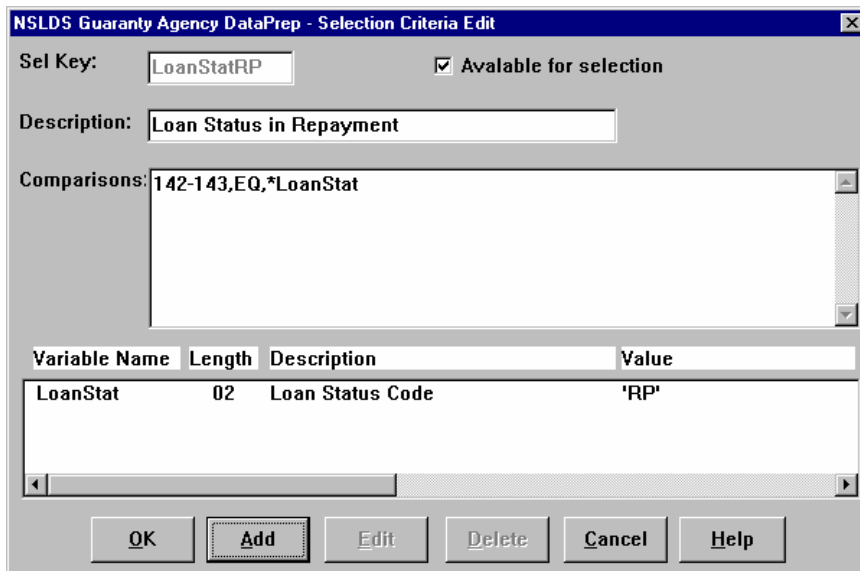 NSLDS Guaranty Agency DataPrep - Selection Criteria Edit
Sel Key: LoanStatRP Avalable for selection
Description: Loan Status in Repayment
Comparisons: 142-143,EQ,*LoanStat
Variable Name Length Description Value
LoanStat 02 Loan Status Code 'RP'
OK Add Edit Delete Cancel Help